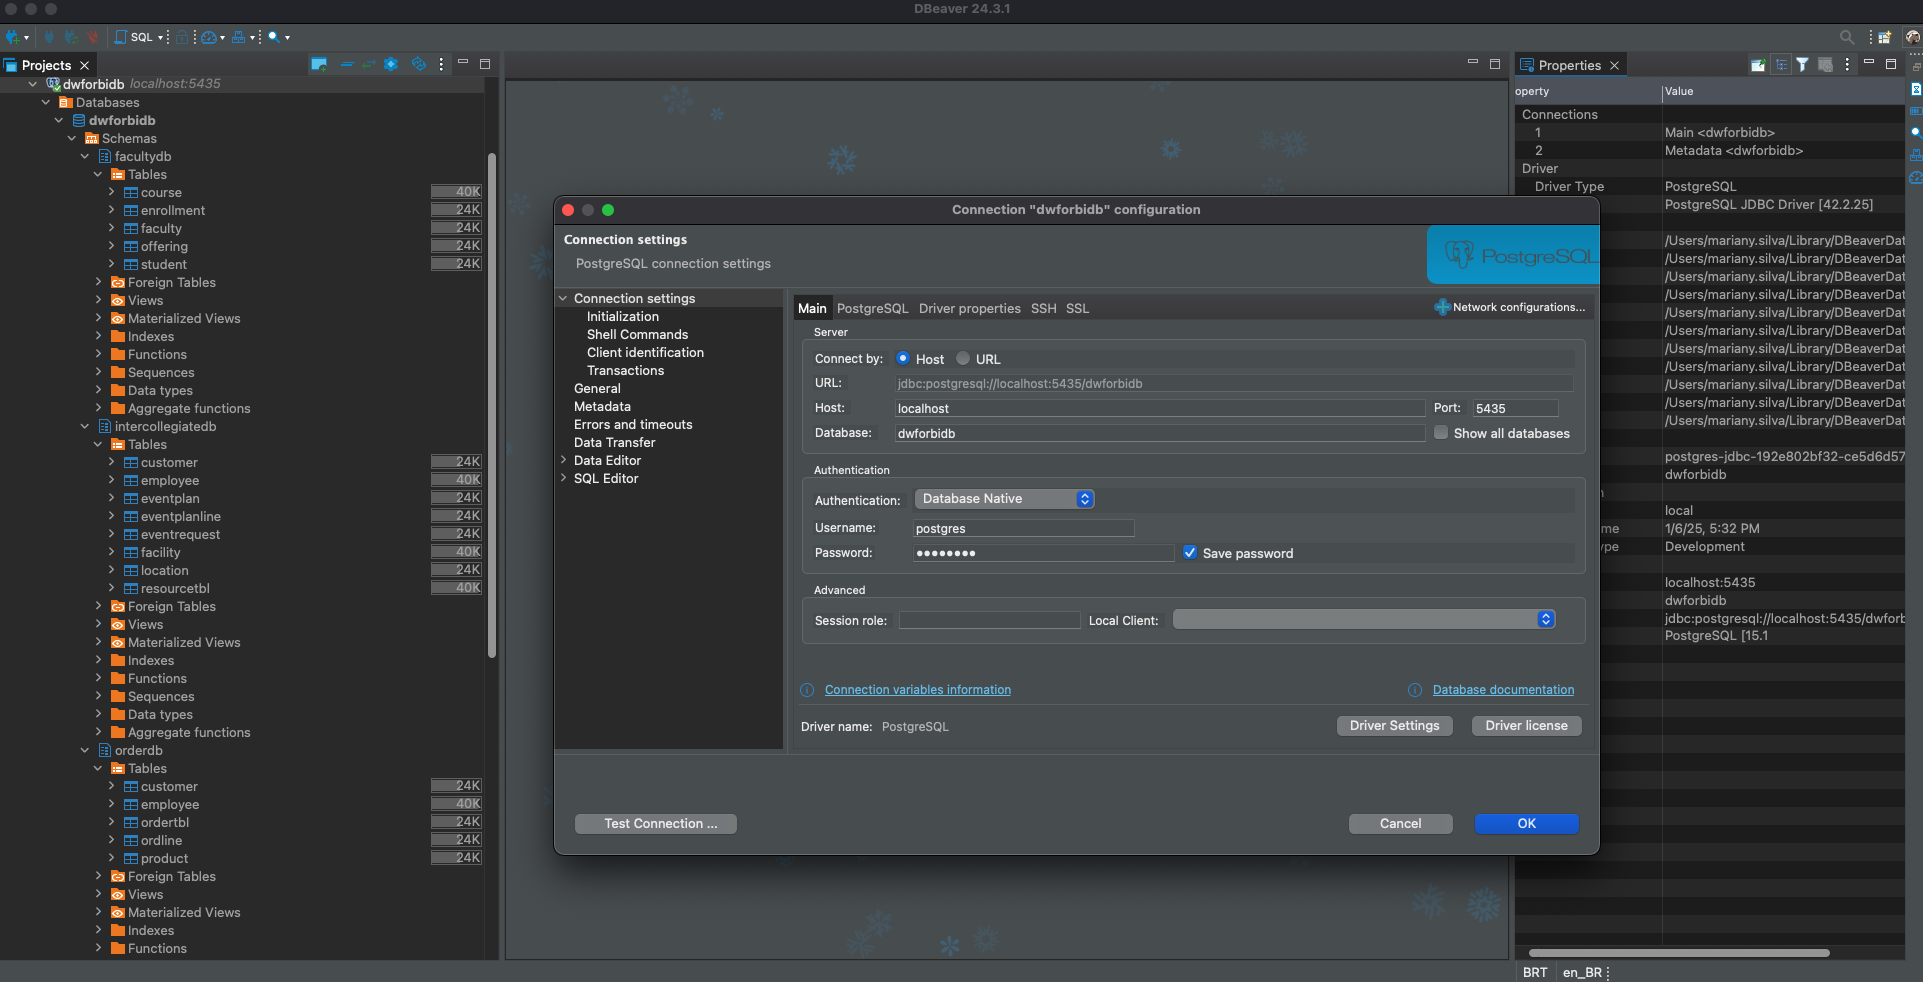 DBeaver 24.3.1
SQL
Projects
dwforbidb localhost:5435
Databases
dwforbidb
Schemas
facultydb
Tables
course 40K
enrollment 24K
faculty 24K
offering 24K
student 24K
Foreign Tables
Views
Materialized Views
Indexes
Functions
Sequences
Data types
Aggregate functions
intercollegiatedb
Tables
customer 24K
employee 40K
eventplan 24K
eventplanline 24K
eventrequest 24K
facility 40K
location 24K
resourcetbl 40K
Foreign Tables
Views
Materialized Views
Indexes
Functions
Sequences
Data types
Aggregate functions
orderdb
Tables
customer 24K
employee 40K
ordertbl 24K
ordline 24K
product 24K
Foreign Tables
Views
Materialized Views
Indexes
Functions
Connection "dwforbidb" configuration
Connection settings
PostgreSQL connection settings
PostgreSQL
Connection settings
Initialization
Shell Commands
Client identification
Transactions
General
Metadata
Errors and timeouts
Data Transfer
Data Editor
SQL Editor
Main PostgreSQL Driver properties SSH SSL Network configurations...
Server
Connect by: Host URL
URL: jdbc:postgresql://localhost:5435/dwforbidb
Host: localhost Port: 5435
Database: dwforbidb Show all databases
Authentication
Authentication: Database Native
Username: postgres
Password: •••••••• Save password
Advanced
Session role: Local Client:
Connection variables information Database documentation
Driver name: PostgreSQL Driver Settings Driver license
Test Connection ... Cancel OK
Properties
operty Value
Connections
1 Main <dwforbidb>
2 Metadata <dwforbidb>
Driver
Driver Type PostgreSQL
PostgreSQL JDBC Driver [42.2.25]
/Users/mariany.silva/Library/DBeaverDat
/Users/mariany.silva/Library/DBeaverDat
/Users/mariany.silva/Library/DBeaverDat
/Users/mariany.silva/Library/DBeaverDat
/Users/mariany.silva/Library/DBeaverDat
/Users/mariany.silva/Library/DBeaverDat
/Users/mariany.silva/Library/DBeaverDat
/Users/mariany.silva/Library/DBeaverDat
/Users/mariany.silva/Library/DBeaverDat
/Users/mariany.silva/Library/DBeaverDat
/Users/mariany.silva/Library/DBeaverDat
postgres-jdbc-192e802bf32-ce5d6d57
dwforbidb
local
me 1/6/25, 5:32 PM
ype Development
localhost:5435
dwforbidb
jdbc:postgresql://localhost:5435/dwforb
PostgreSQL [15.1
BRT en_BR